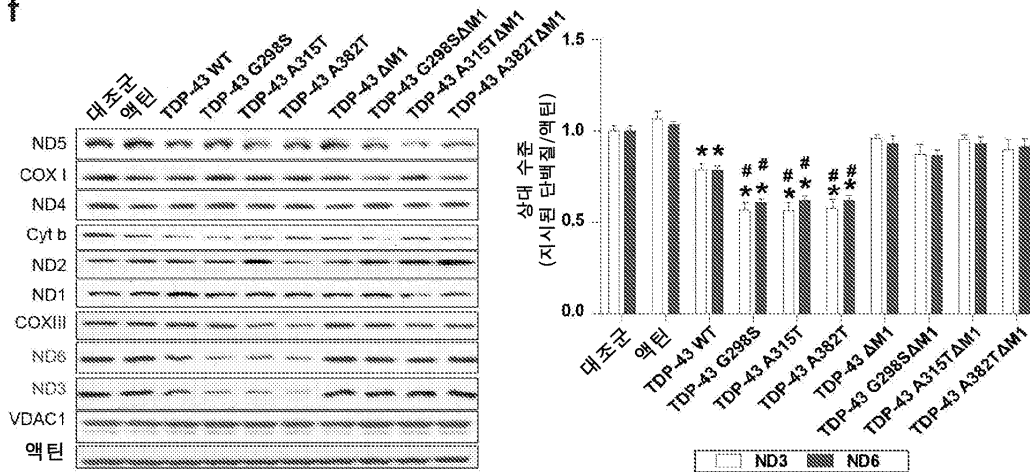 f
대조군
액틴
TDP-43 WT
TDP-43 G298S
TDP-43 A315T
TDP-43 A382T
TDP-43 ΔM1
TDP-43 G298SΔM1
TDP-43 A315TΔM1
TDP-43 A382TΔM1
ND5
COX I
ND4
Cyt b
ND2
ND1
COXIII
ND6
ND3
VDAC1
액틴
상대 수준
(지시된 단백질/액틴)
1.5
1.0
0.5
0.0
* *
# #
* *
# #
* *
# #
* *
대조군
액틴
TDP-43 WT
TDP-43 G298S
TDP-43 A315T
TDP-43 A382T
TDP-43 ΔM1
TDP-43 G298SΔM1
TDP-43 A315TΔM1
TDP-43 A382TΔM1
ND3 ND6